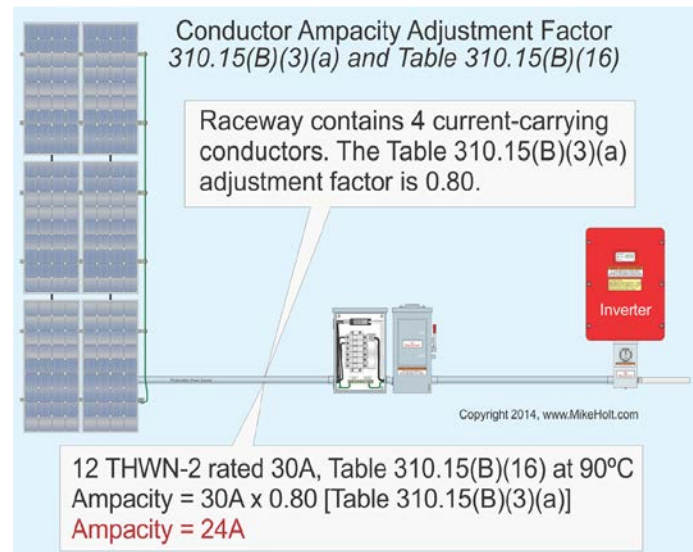 Conductor Ampacity Adjustment Factor
310.15(B)(3)(a) and Table 310.15(B)(16)
Raceway contains 4 current-carrying
conductors. The Table 310.15(B)(3)(a)
adjustment factor is 0.80.
Inverter
Copyright 2014, www.MikeHolt.com
12 THWN-2 rated 30A, Table 310.15(B)(16) at 90ºC
Ampacity = 30A x 0.80 [Table 310.15(B)(3)(a)]
Ampacity = 24A